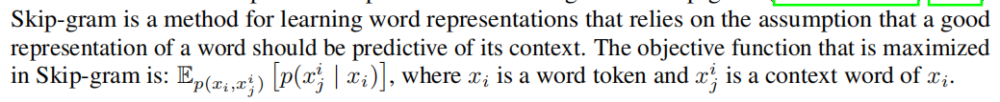 Skip-gram is a method for learning word representations that relies on the assumption that a good
representation of a word should be predictive of its context. The objective function that is maximized
in Skip-gram is: $\mathbb{E}_{p(x_i, x_j^i)} \left[ p(x_j^i \mid x_i) \right]$, where $x_i$ is a word token and $x_j^i$ is a context word of $x_i$.